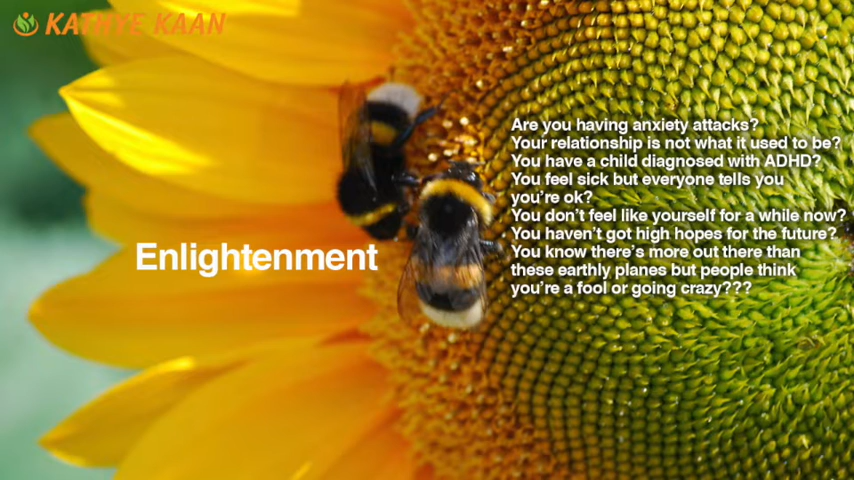 KATHYE KAAN
Enlightenment
Are you having anxiety attacks?
Your relationship is not what it used to be?
You have a child diagnosed with ADHD?
You feel sick but everyone tells you
you're ok?
You don't feel like yourself for a while now?
You haven't got high hopes for the future?
You know there's more out there than
these earthly planes but people think
you're a fool or going crazy???